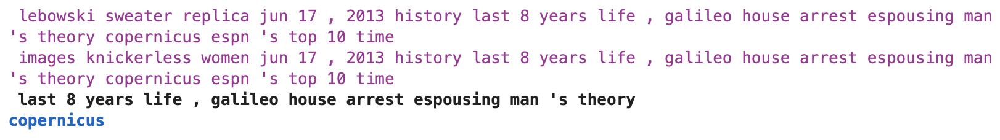 lebowski sweater replica jun 17 , 2013 history last 8 years life , galileo house arrest espousing man
's theory copernicus espn 's top 10 time
images knickerless women jun 17 , 2013 history last 8 years life , galileo house arrest espousing man
's theory copernicus espn 's top 10 time
last 8 years life , galileo house arrest espousing man 's theory
copernicus